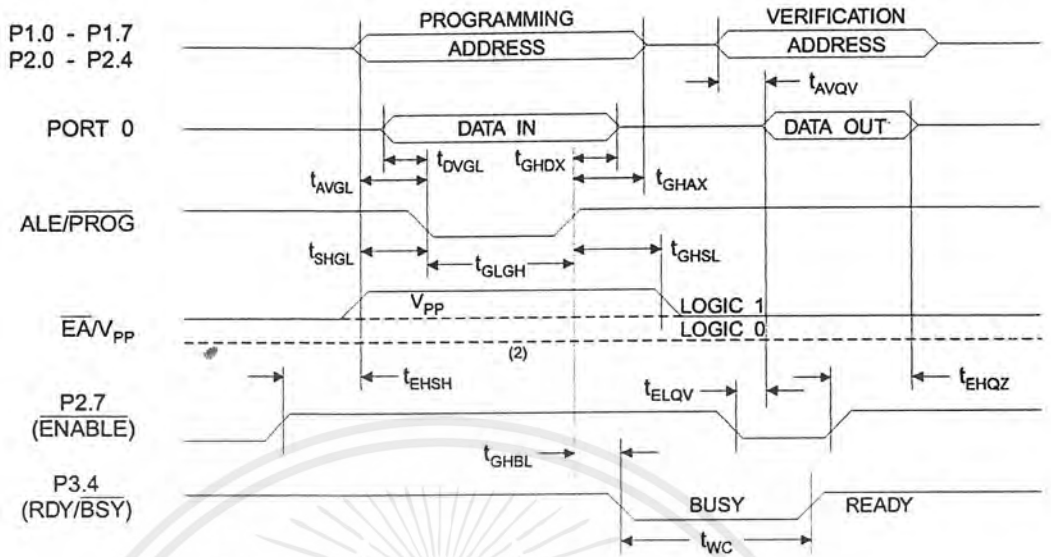 PROGRAMMING VERIFICATION
P1.0 - P1.7
P2.0 - P2.4
ADDRESS ADDRESS
tAVQV
PORT 0
DATA IN DATA OUT
tDVGL tGHDX
tAVGL tGHAX
ALE/PROG
tSHGL tGLGH tGHSL
VPP LOGIC 1
EA/VPP LOGIC 0
(2)
tEHSH tELQV tEHQZ
P2.7
(ENABLE)
tGHBL
P3.4
(RDY/BSY)
BUSY READY
tWC